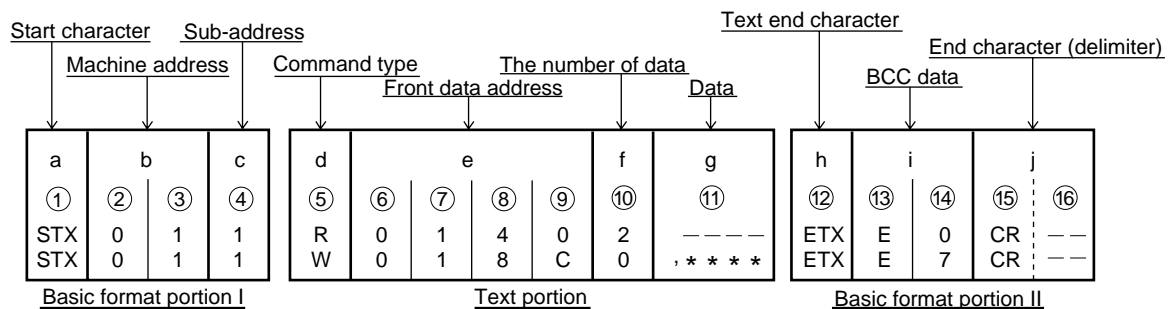 Text end character
Start character Sub-address End character (delimiter)
Machine address Command type The number of data BCC data
Front data address Data
a b c d e f g h i j
① ② ③ ④ ⑤ ⑥ ⑦ ⑧ ⑨ ⑩ ⑪ ⑫ ⑬ ⑭ ⑮ ⑯
STX 0 1 1 R 0 1 4 0 2 ———— ETX E 0 CR ——
STX 0 1 1 W 0 1 8 C 0 ,**** ETX E 7 CR ——
Basic format portion I Text portion Basic format portion II